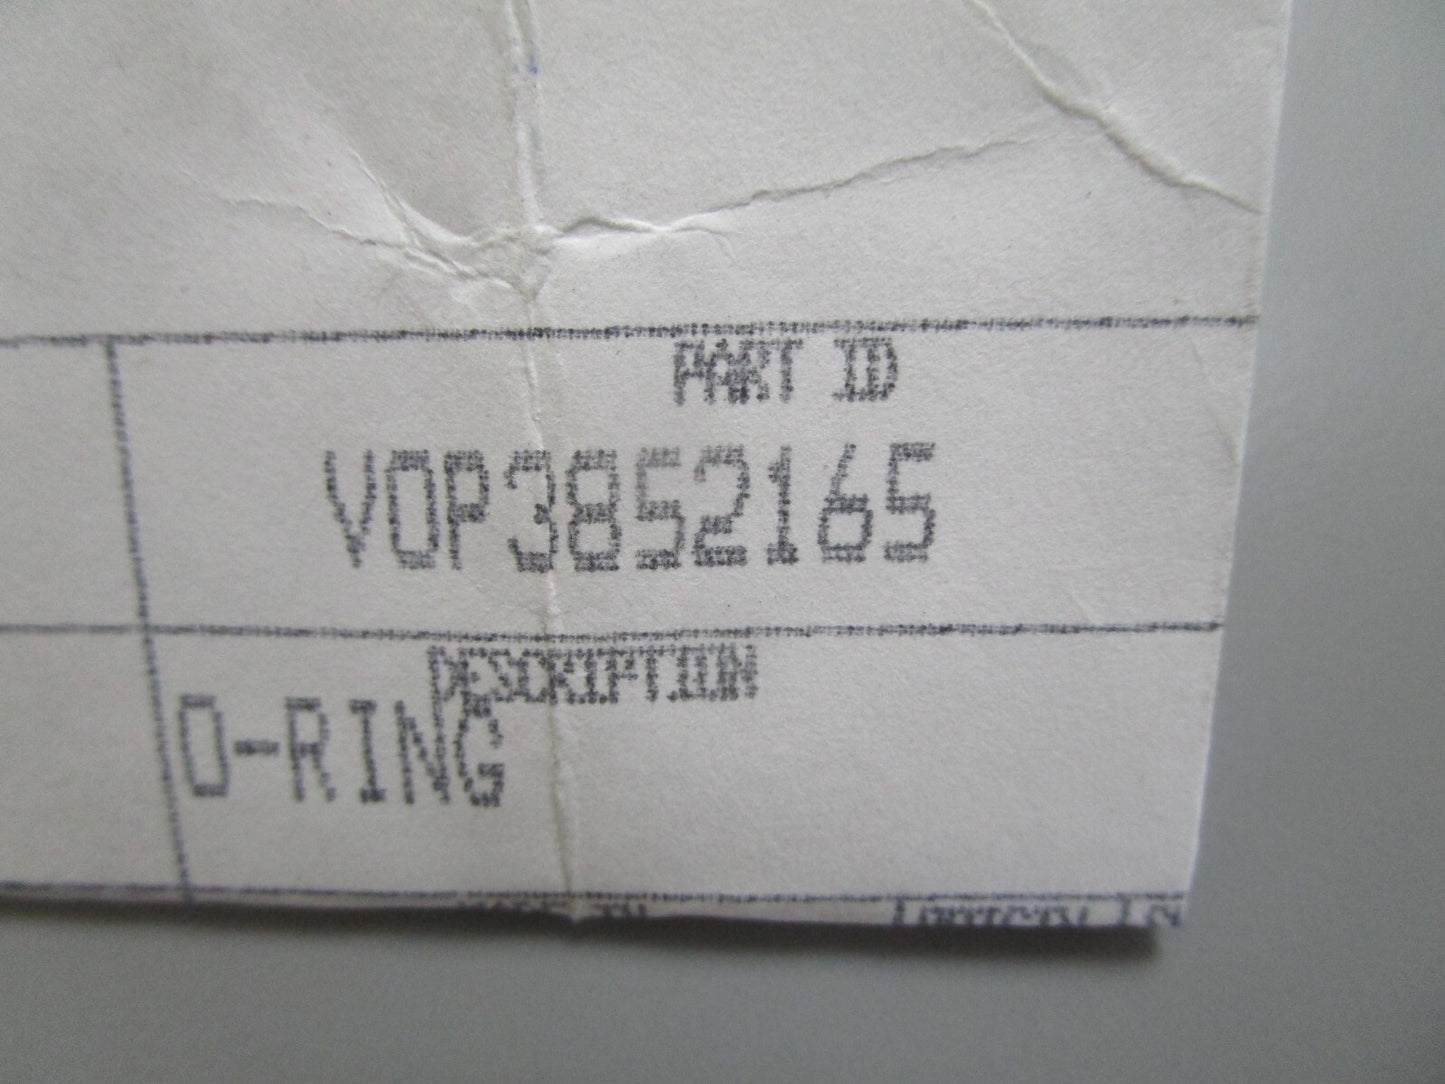 PART ID
VOP3852165
DESCRIPTION
O-RING